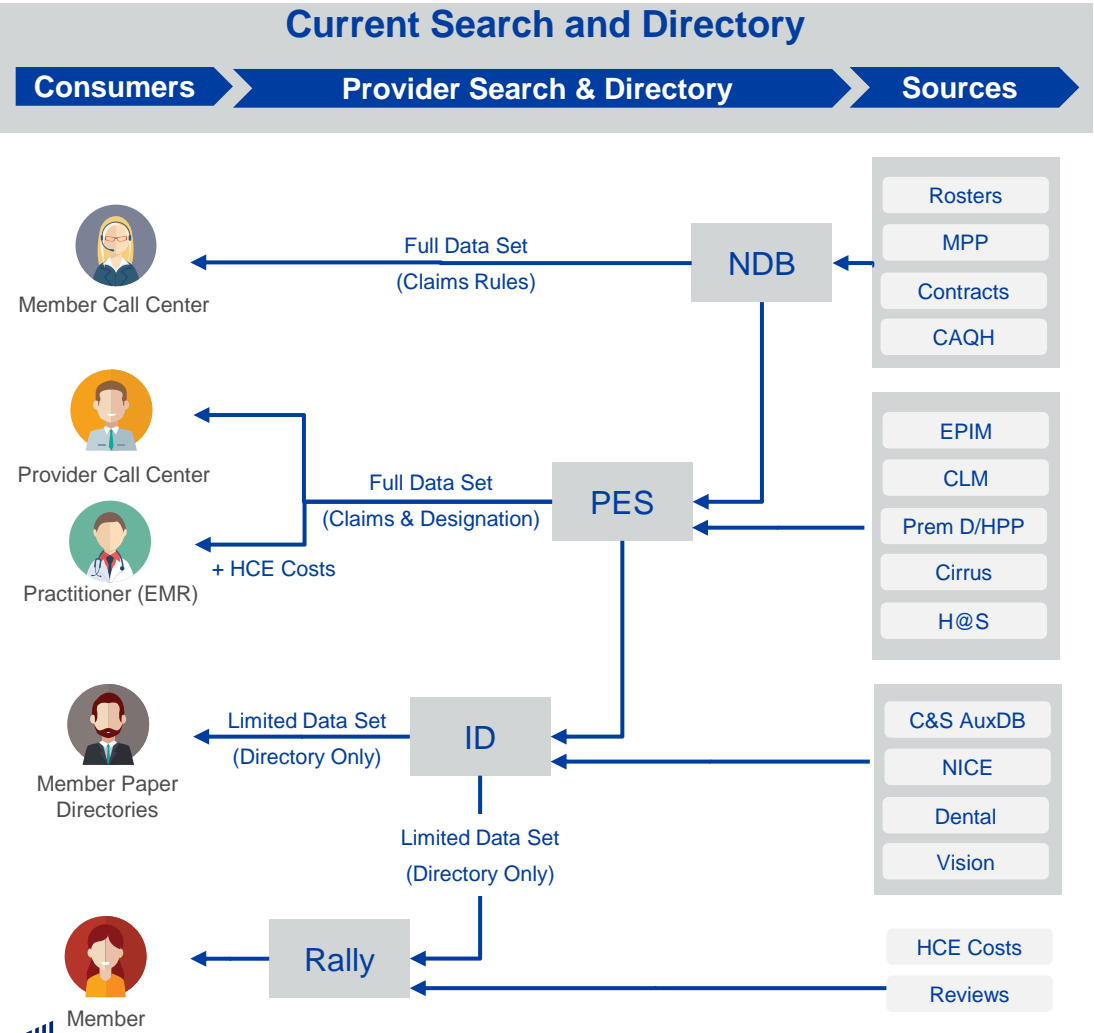 Current Search and Directory
Consumers
Provider Search & Directory
Sources
Rosters
MPP
Contracts
CAQH
Full Data Set
(Claims Rules)
NDB
Member Call Center
EPIM
CLM
Prem D/HPP
Cirrus
H@S
Provider Call Center
Full Data Set
(Claims & Designation)
PES
+ HCE Costs
Practitioner (EMR)
C&S AuxDB
NICE
Dental
Vision
Limited Data Set
(Directory Only)
ID
Member Paper
Directories
Limited Data Set
(Directory Only)
Rally
HCE Costs
Reviews
Member